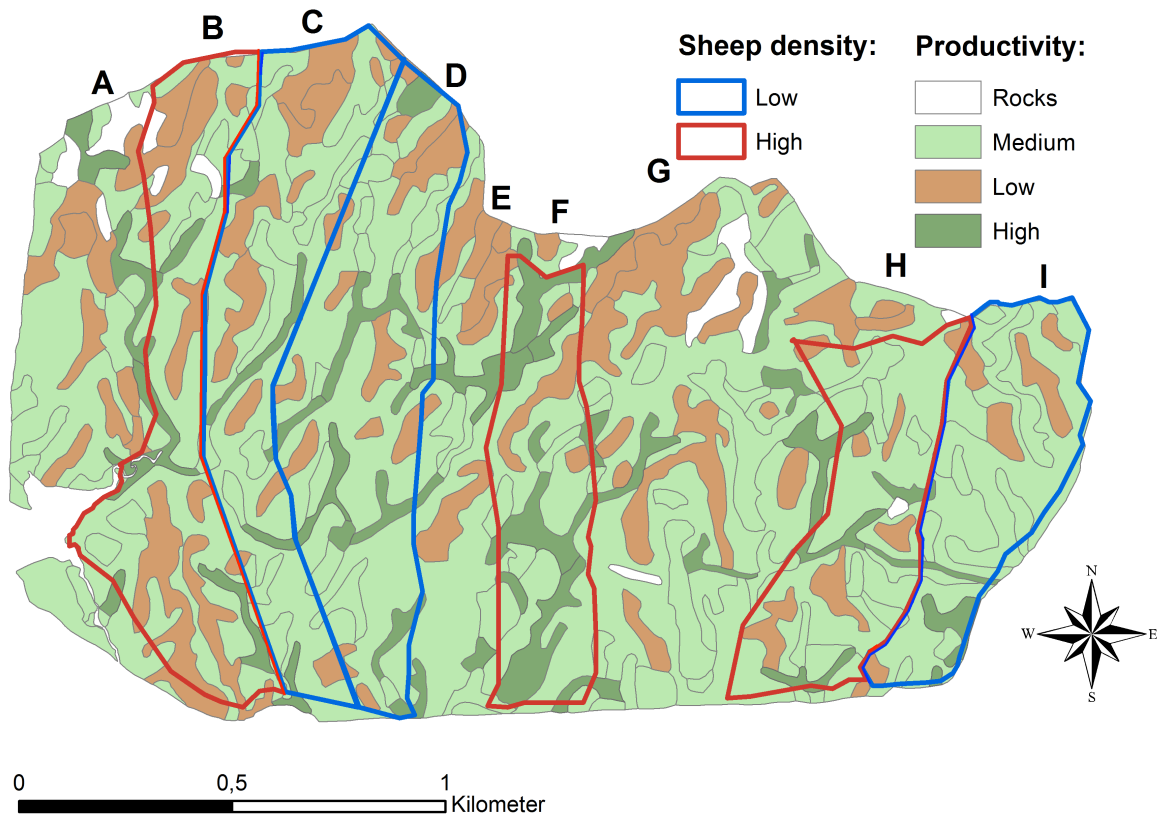 A
B
C
D
E
F
G
H
I
Sheep density:
Low
High
Productivity:
Rocks
Medium
Low
High
N
W
E
S
0
0,5
1
Kilometer